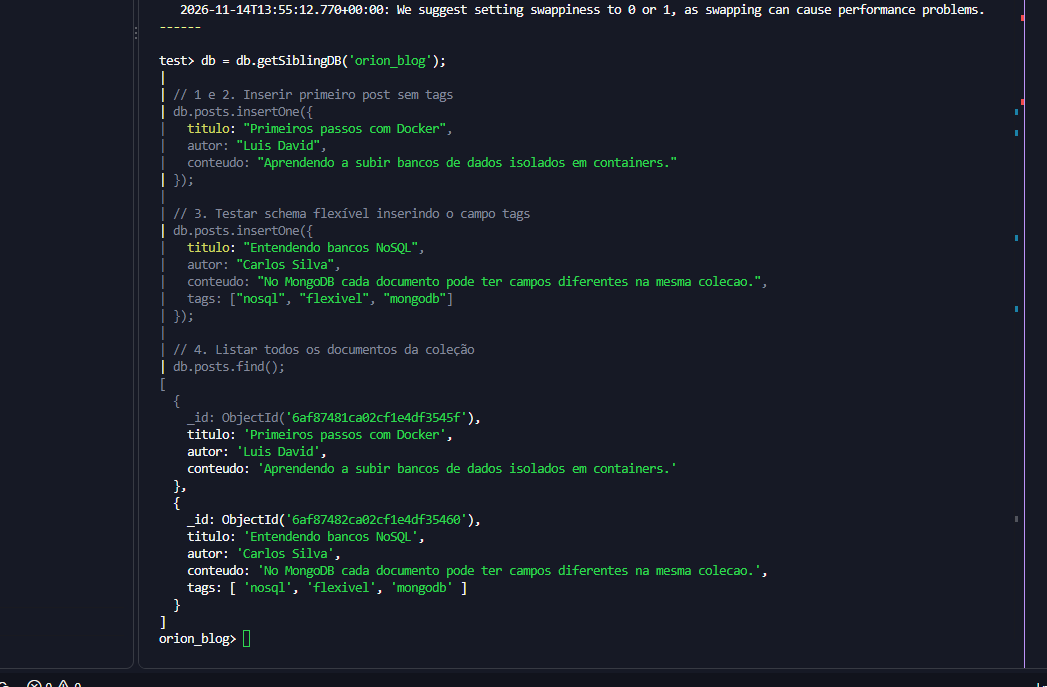 2026-11-14T13:55:12.770+00:00: We suggest setting swappiness to 0 or 1, as swapping can cause performance problems.
------
test> db = db.getSiblingDB('orion_blog');
|
| // 1 e 2. Inserir primeiro post sem tags
| db.posts.insertOne({
|   titulo: "Primeiros passos com Docker",
|   autor: "Luis David",
|   conteudo: "Aprendendo a subir bancos de dados isolados em containers."
| });
|
| // 3. Testar schema flexível inserindo o campo tags
| db.posts.insertOne({
|   titulo: "Entendendo bancos NoSQL",
|   autor: "Carlos Silva",
|   conteudo: "No MongoDB cada documento pode ter campos diferentes na mesma colecao.",
|   tags: ["nosql", "flexivel", "mongodb"]
| });
|
| // 4. Listar todos os documentos da coleção
| db.posts.find();
[
  {
    _id: ObjectId('6af87481ca02cf1e4df3545f'),
    titulo: 'Primeiros passos com Docker',
    autor: 'Luis David',
    conteudo: 'Aprendendo a subir bancos de dados isolados em containers.'
  },
  {
    _id: ObjectId('6af87482ca02cf1e4df35460'),
    titulo: 'Entendendo bancos NoSQL',
    autor: 'Carlos Silva',
    conteudo: 'No MongoDB cada documento pode ter campos diferentes na mesma colecao.',
    tags: [ 'nosql', 'flexivel', 'mongodb' ]
  }
]
orion_blog>